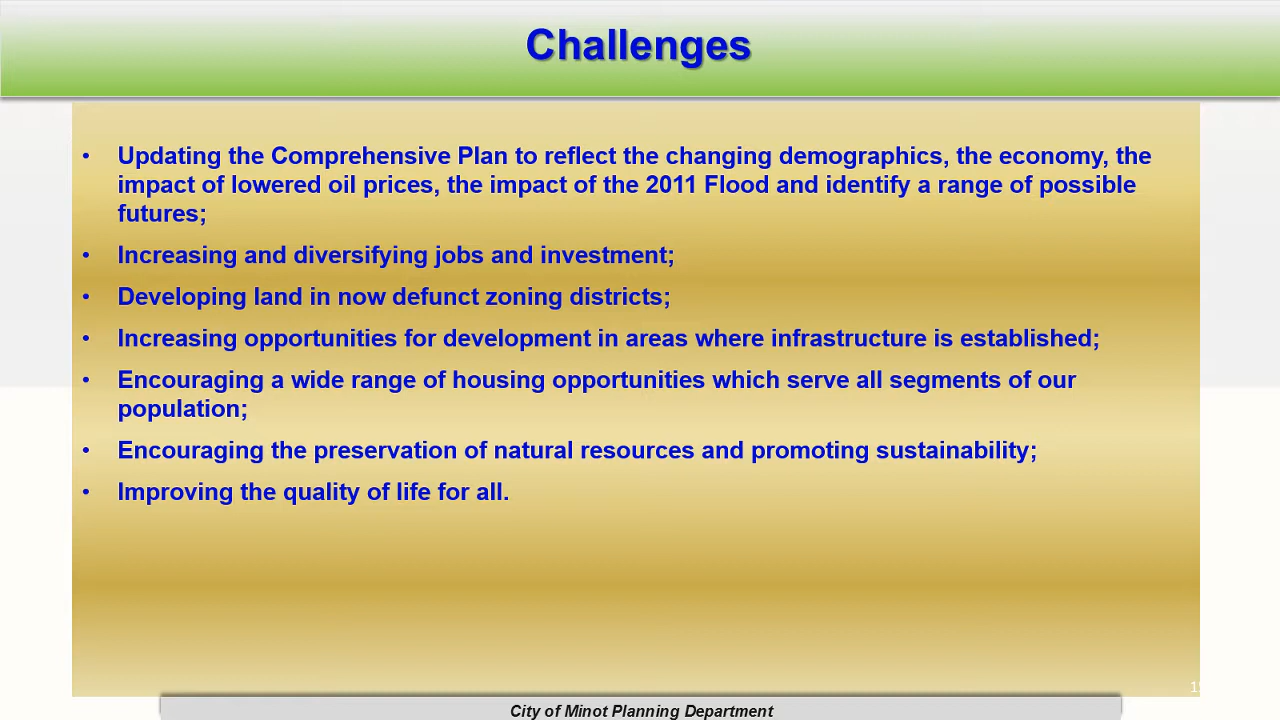 Challenges
• Updating the Comprehensive Plan to reflect the changing demographics, the economy, the
impact of lowered oil prices, the impact of the 2011 Flood and identify a range of possible
futures;
• Increasing and diversifying jobs and investment;
• Developing land in now defunct zoning districts;
• Increasing opportunities for development in areas where infrastructure is established;
• Encouraging a wide range of housing opportunities which serve all segments of our
population;
• Encouraging the preservation of natural resources and promoting sustainability;
• Improving the quality of life for all.
City of Minot Planning Department